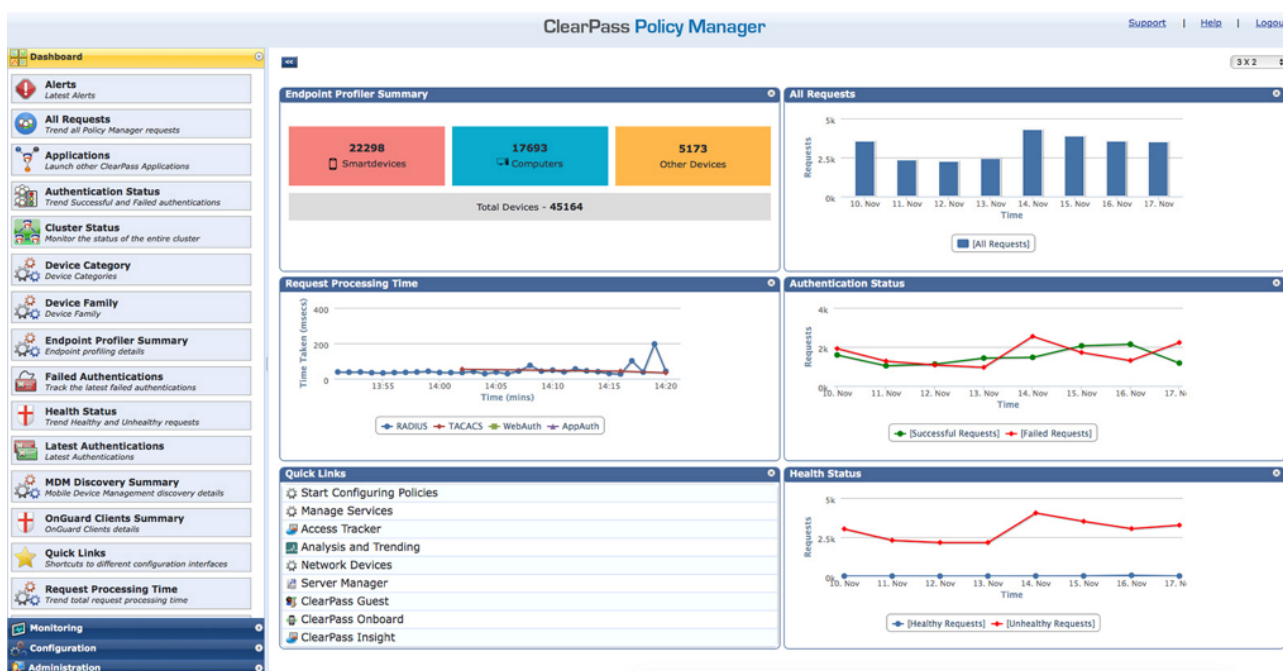 ClearPass Policy Manager
Support | Help | Logou
Dashboard
Alerts
Latest Alerts
All Requests
Trend all Policy Manager requests
Applications
Launch other ClearPass Applications
Authentication Status
Trend Successful and Failed authentications
Cluster Status
Monitor the status of the entire cluster
Device Category
Device Categories
Device Family
Device Family
Endpoint Profiler Summary
Endpoint profiling details
Failed Authentications
Track the latest failed authentications
Health Status
Trend Healthy and Unhealthy requests
Latest Authentications
Latest Authentications
MDM Discovery Summary
Mobile Device Management discovery details
OnGuard Clients Summary
OnGuard Clients details
Quick Links
Shortcuts to different configuration interfaces
Request Processing Time
Trend total request processing time
Monitoring
Configuration
Administration
<<
3 X 2
Endpoint Profiler Summary
22298
Smartdevices
17693
Computers
5173
Other Devices
Total Devices - 45164
All Requests
Requests
5k
2.5k
0k
10. Nov 11. Nov 12. Nov 13. Nov 14. Nov 15. Nov 16. Nov 17. Nov
Time
[All Requests]
Request Processing Time
Time Taken (msecs)
400
200
0
13:55 14:00 14:05 14:10 14:15 14:20
Time (mins)
RADIUS TACACS WebAuth AppAuth
Authentication Status
Requests
4k
2k
0k
10. Nov 11. Nov 12. Nov 13. Nov 14. Nov 15. Nov 16. Nov 17. N
Time
[Successful Requests] [Failed Requests]
Quick Links
Start Configuring Policies
Manage Services
Access Tracker
Analysis and Trending
Network Devices
Server Manager
ClearPass Guest
ClearPass Onboard
ClearPass Insight
Health Status
Requests
5k
2.5k
0k
10. Nov 11. Nov 12. Nov 13. Nov 14. Nov 15. Nov 16. Nov 17. N
Time
[Healthy Requests] [Unhealthy Requests]